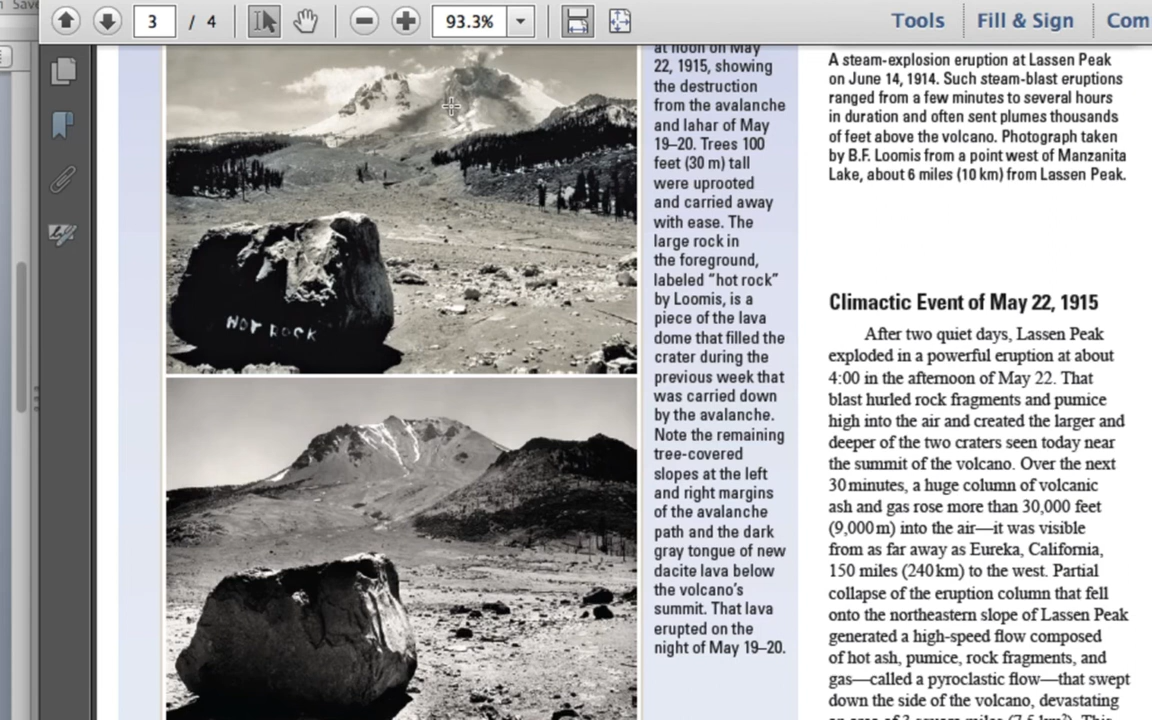 Save
3 / 4
93.3%
Tools
Fill & Sign
Com
at noon on May
22, 1915, showing
the destruction
from the avalanche
and lahar of May
19–20. Trees 100
feet (30 m) tall
were uprooted
and carried away
with ease. The
large rock in
the foreground,
labeled “hot rock”
by Loomis, is a
piece of the lava
dome that filled the
crater during the
previous week that
was carried down
by the avalanche.
Note the remaining
tree-covered
slopes at the left
and right margins
of the avalanche
path and the dark
gray tongue of new
dacite lava below
the volcano’s
summit. That lava
erupted on the
night of May 19–20.
HOT ROCK
A steam-explosion eruption at Lassen Peak
on June 14, 1914. Such steam-blast eruptions
ranged from a few minutes to several hours
in duration and often sent plumes thousands
of feet above the volcano. Photograph taken
by B.F. Loomis from a point west of Manzanita
Lake, about 6 miles (10 km) from Lassen Peak.
Climactic Event of May 22, 1915
After two quiet days, Lassen Peak
exploded in a powerful eruption at about
4:00 in the afternoon of May 22. That
blast hurled rock fragments and pumice
high into the air and created the larger and
deeper of the two craters seen today near
the summit of the volcano. Over the next
30 minutes, a huge column of volcanic
ash and gas rose more than 30,000 feet
(9,000 m) into the air—it was visible
from as far away as Eureka, California,
150 miles (240 km) to the west. Partial
collapse of the eruption column that fell
onto the northeastern slope of Lassen Peak
generated a high-speed flow composed
of hot ash, pumice, rock fragments, and
gas—called a pyroclastic flow—that swept
down the side of the volcano, devastating
an area of 3 square miles (7.5 km²). This